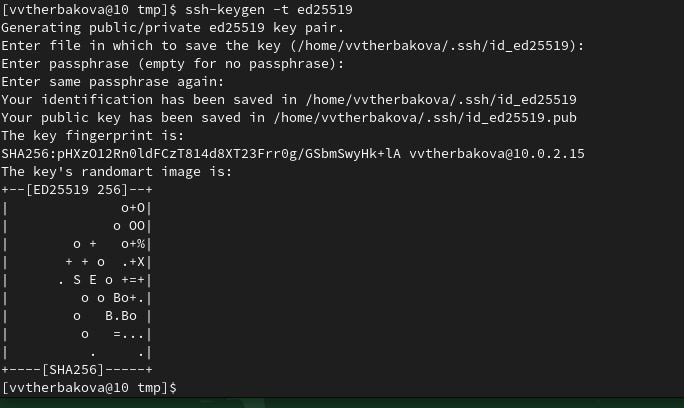 [vvtherbakova@10 tmp]$ ssh-keygen -t ed25519
Generating public/private ed25519 key pair.
Enter file in which to save the key (/home/vvtherbakova/.ssh/id_ed25519):
Enter passphrase (empty for no passphrase):
Enter same passphrase again:
Your identification has been saved in /home/vvtherbakova/.ssh/id_ed25519
Your public key has been saved in /home/vvtherbakova/.ssh/id_ed25519.pub
The key fingerprint is:
SHA256:pHXzO12Rn0ldFCzT814d8XT23Frr0g/GSbmSwyHk+lA vvtherbakova@10.0.2.15
The key's randomart image is:
+--[ED25519 256]--+
|              o+O|
|             o OO|
|        o +   o+%|
|       + + o  .+X|
|      . S E o +=+|
|         o o Bo+.|
|        o   B.Bo |
|         o   =...|
|          .     .|
+----[SHA256]-----+
[vvtherbakova@10 tmp]$